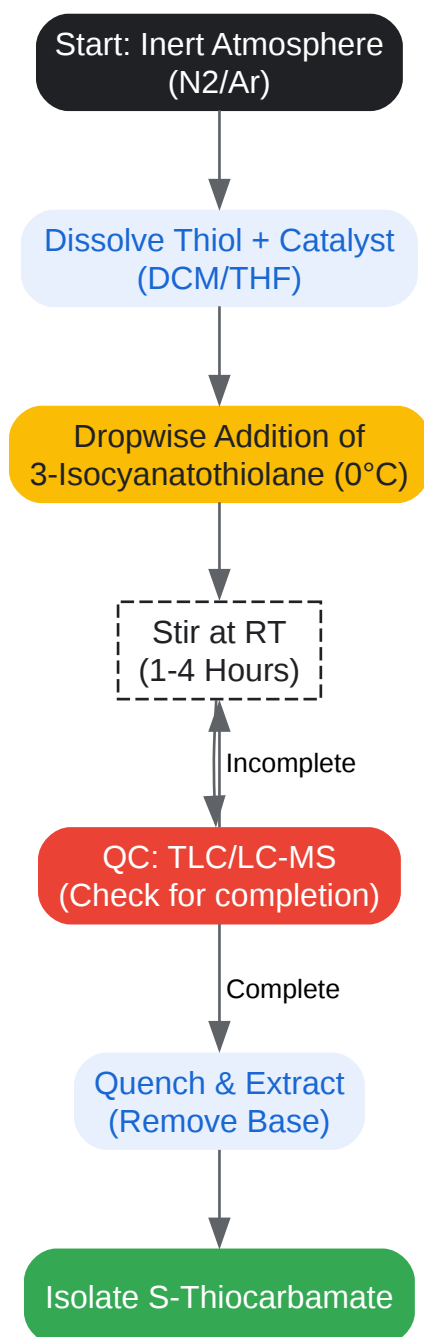 Start: Inert Atmosphere
(N2/Ar)
Dissolve Thiol + Catalyst
(DCM/THF)
Dropwise Addition of
3-Isocyanatothiolane (0°C)
Stir at RT
(1-4 Hours)
Incomplete
QC: TLC/LC-MS
(Check for completion)
Complete
Quench & Extract
(Remove Base)
Isolate S-Thiocarbamate